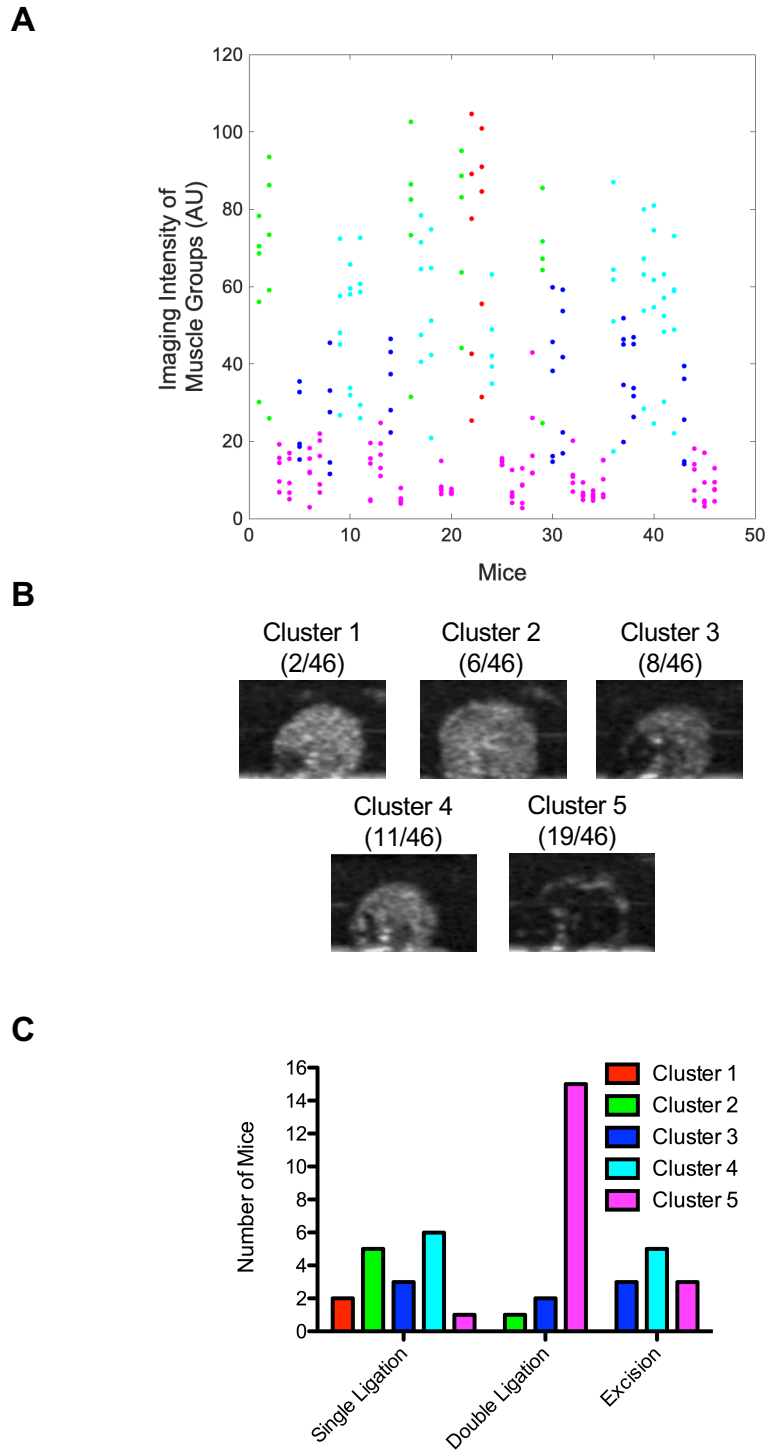 A
120
100
80
60
40
20
0
Imaging Intensity of
Muscle Groups (AU)
0 10 20 30 40 50
Mice
B
Cluster 1
(2/46)
Cluster 2
(6/46)
Cluster 3
(8/46)
Cluster 4
(11/46)
Cluster 5
(19/46)
C
16
14
12
10
8
6
4
2
0
Number of Mice
Cluster 1
Cluster 2
Cluster 3
Cluster 4
Cluster 5
Single Ligation
Double Ligation
Excision